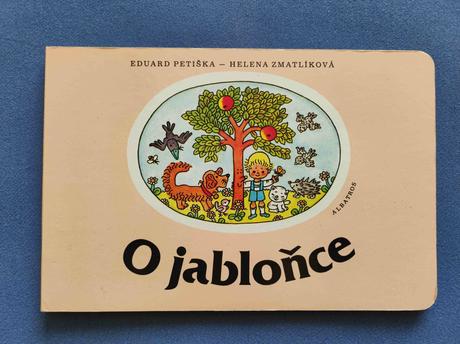 EDUARD PETIŠKA – HELENA ZMATLÍKOVÁ
ALBATROS
O jabloňce